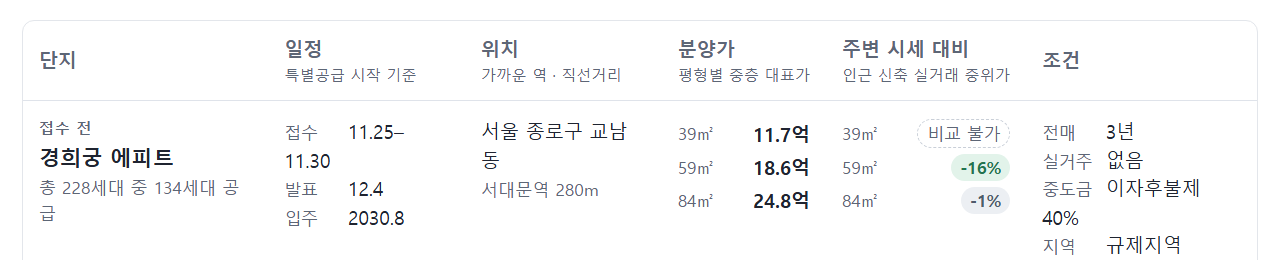 단지
일정
특별공급 시작 기준
위치
가까운 역 · 직선거리
분양가
평형별 중층 대표가
주변 시세 대비
인근 신축 실거래 중위가
조건
접수 전
경희궁 에피트
총 228세대 중 134세대 공
급
접수 11.25–
11.30
발표 12.4
입주 2030.8
서울 종로구 교남
동
서대문역 280m
39㎡ 11.7억
59㎡ 18.6억
84㎡ 24.8억
39㎡ 비교 불가
59㎡ -16%
84㎡ -1%
전매 3년
실거주 없음
중도금 이자후불제
40%
지역 규제지역